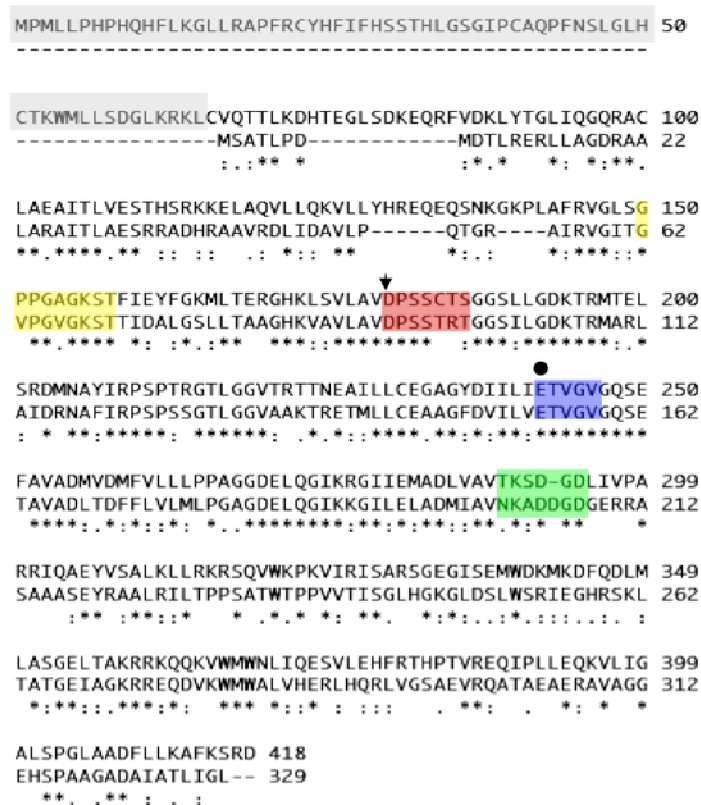 MPMLLPHPHQHFLKGLLRAPFRCYHFIFHSSTHLGSGIPCAQPFNSLGLH 50
--------------------------------------------------
CTKWMLLSDGLKRKLCVQTTLKDHTEGLSDKEQRFVDKLYTGLIQGQRAC 100
----------------MSATLPD------------MDTLRERLLAGDRAA 22
:.:** * :*.* *: *:**.
LAEAITLVESTHSRKKELAQVLLQKVLLYHREQEQSNKGKPLAFRVGLSG 150
LARAITLAESRRADHRAAVRDLIDAVLP------QTGR----AIRVGITG 62
**.****.** :: :: .: *:: ** *:.: *:***::*
PPGAGKSTFIEYFGKMLTERGHKLSVLAVDPSSCTSGGSLLGDKTRMTEL 200
VPGVGKSTTIDALGSLLTAAGHKVAVLAVDPSSTRTGGSILGDKTRMARL 112
**.**** *: :*.:** ***::******** :***:*******:.*
SRDMNAYIRPSPTRGTLGGVTRTTNEAILLCEGAGYDIILIETVGVGQSE 250
AIDRNAFIRPSPSSGTLGGVAAKTRETMLLCEAAGFDVILVETVGVGQSE 162
: * **:*****: ******: .*.*::****.**:*:**:*********
FAVADMVDMFVLLLPPAGGDELQGIKRGIIEMADLVAVTKSD-GDLIVPA 299
TAVADLTDFFLVLMLPGAGDELQGIKKGILELADMIAVNKADDGDGERRA 212
****:.*:*::*: *..********:**:*:**::**.*:* ** *
RRIQAEYVSALKLLRKRSQVWKPKVIRISARSGEGISEMWDKMKDFQDLM 349
SAAASEYRAALRILTPPSATWTPPVVTISGLHGKGLDSLWSRIEGHRSKL 262
:** :**::* * .*.* *: **. *:*:..:*.:::..:. :
LASGELTAKRRKQQKVWMWNLIQESVLEHFRTHPTVREQIPLLEQKVLIG 399
TATGEIAGKRREQDVKWMWALVHERLHQRLVGSAEVRQATAEAERAVAGG 312
*:**::.***:*: *** *::* : ::: . **: . *: * *
ALSPGLAADFLLKAFKSRD 418
EHSPAAGADAIATLIGL-- 329
**. .** : . :